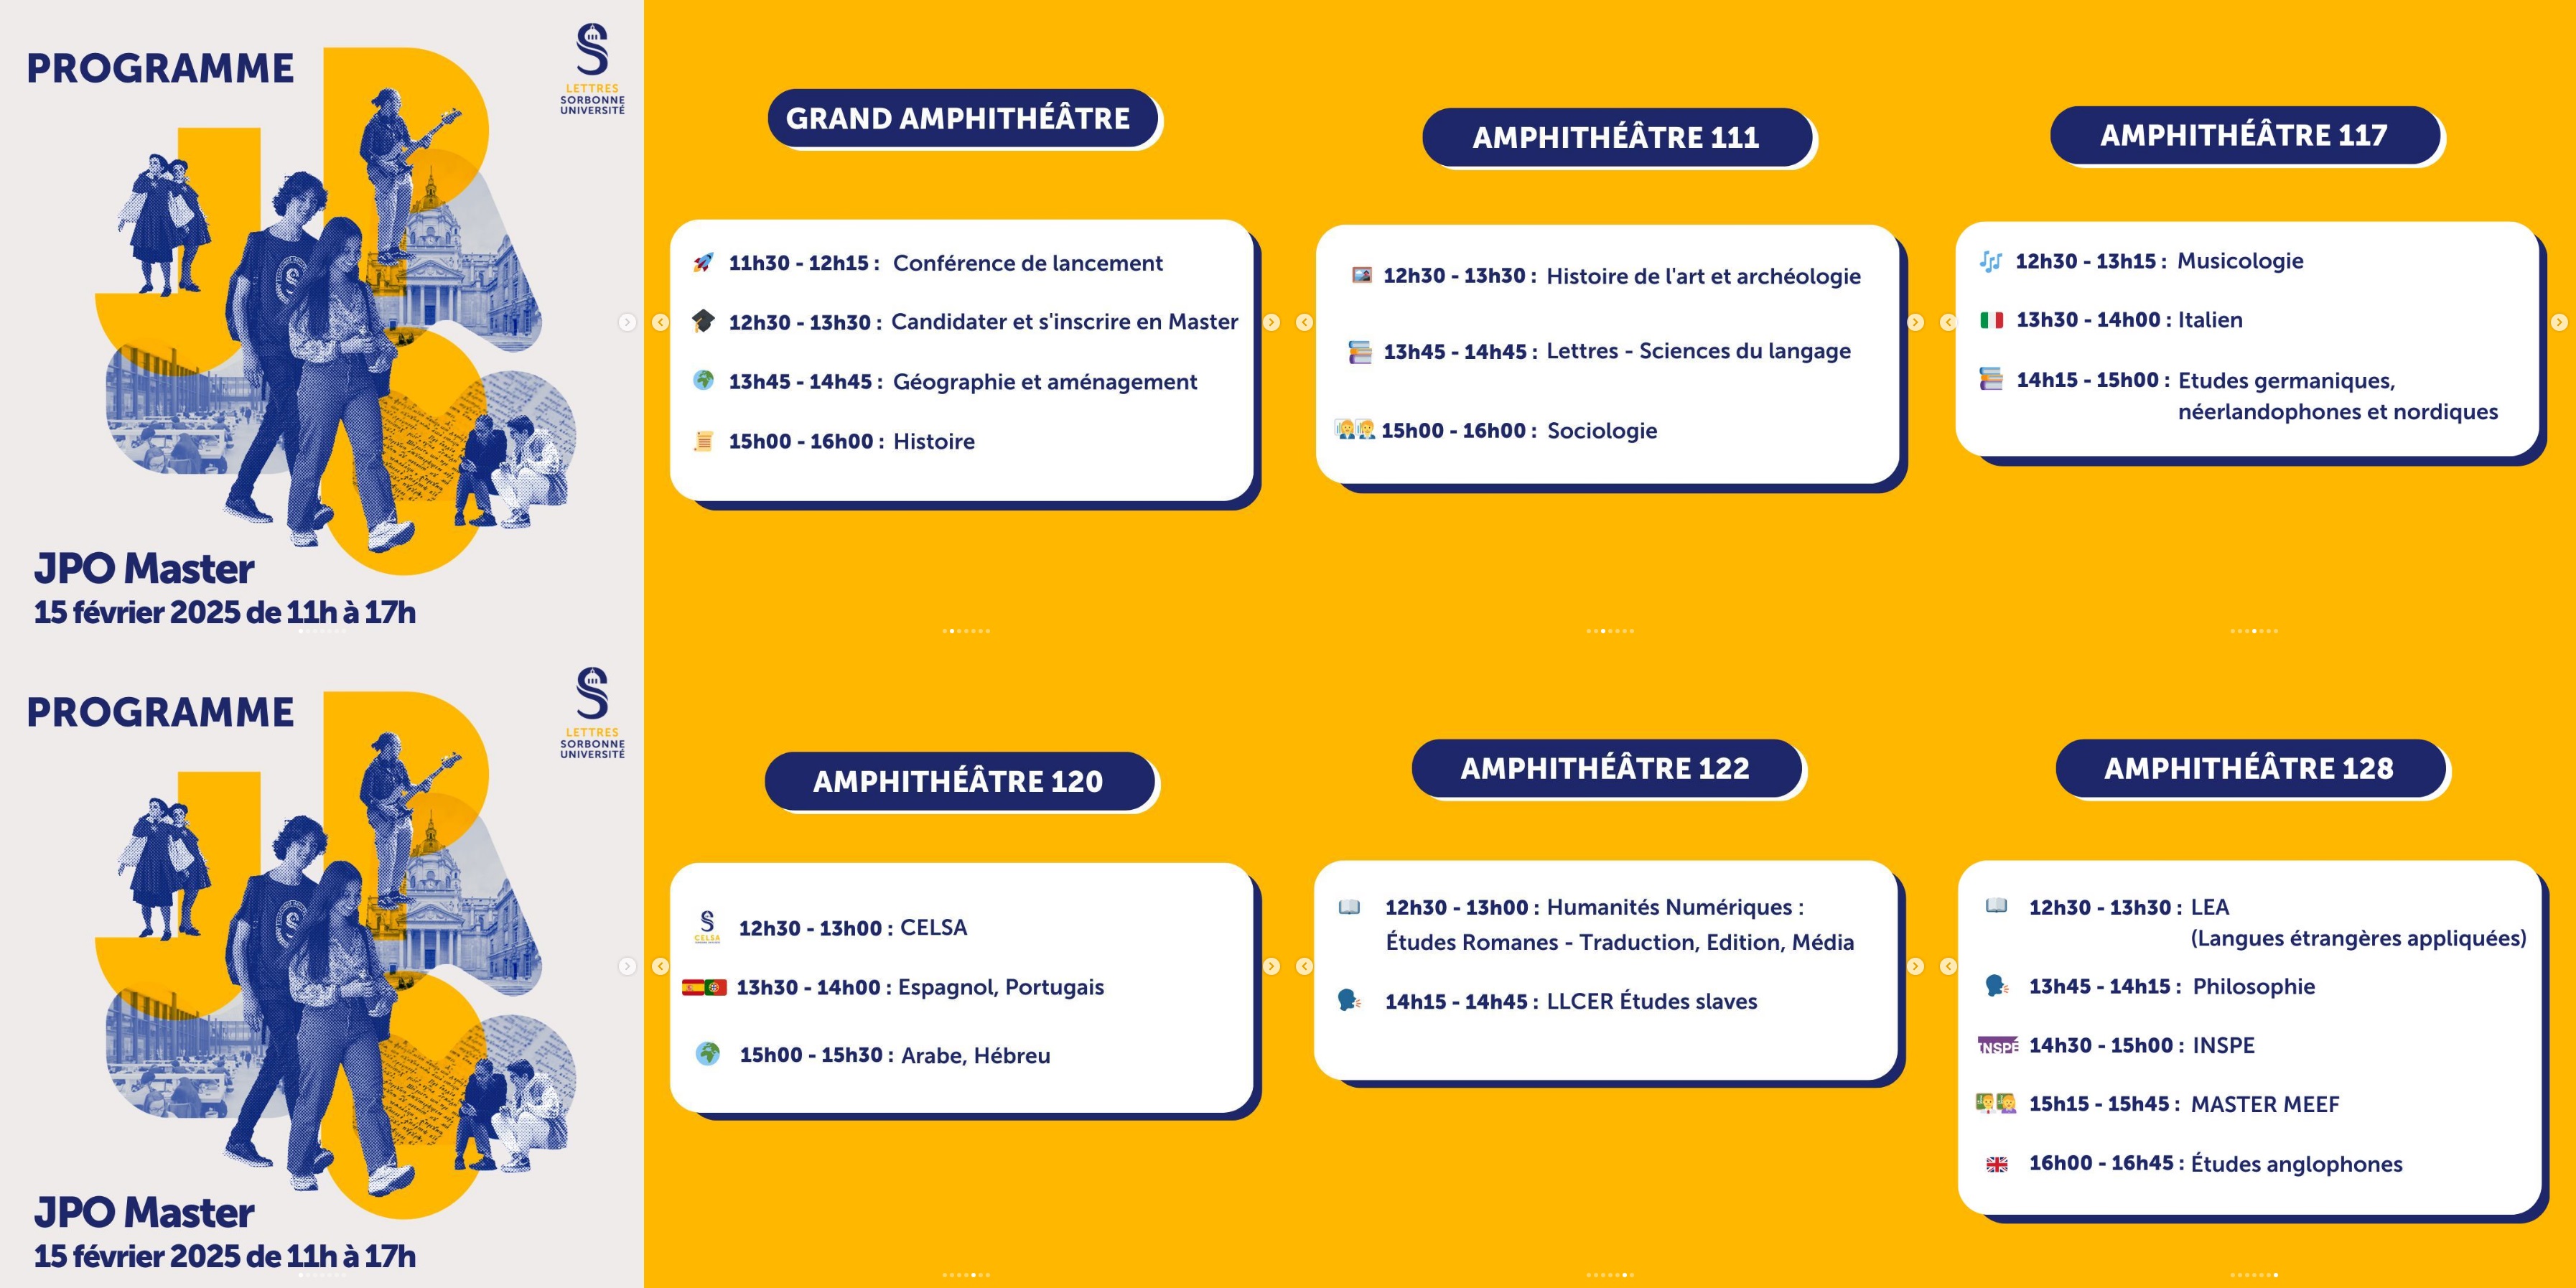 PROGRAMME
LETTRES
SORBONNE
UNIVERSITÉ
JPO Master
15 février 2025 de 11h à 17h
GRAND AMPHITHÉÂTRE
11h30 - 12h15 : Conférence de lancement
12h30 - 13h30 : Candidater et s'inscrire en Master
13h45 - 14h45 : Géographie et aménagement
15h00 - 16h00 : Histoire
AMPHITHÉÂTRE 111
12h30 - 13h30 : Histoire de l'art et archéologie
13h45 - 14h45 : Lettres - Sciences du langage
15h00 - 16h00 : Sociologie
AMPHITHÉÂTRE 117
12h30 - 13h15 : Musicologie
13h30 - 14h00 : Italien
14h15 - 15h00 : Etudes germaniques,
néerlandophones et nordiques
PROGRAMME
LETTRES
SORBONNE
UNIVERSITÉ
JPO Master
15 février 2025 de 11h à 17h
AMPHITHÉÂTRE 120
CELSA
12h30 - 13h00 : CELSA
13h30 - 14h00 : Espagnol, Portugais
15h00 - 15h30 : Arabe, Hébreu
AMPHITHÉÂTRE 122
12h30 - 13h00 : Humanités Numériques :
Études Romanes - Traduction, Edition, Média
14h15 - 14h45 : LLCER Études slaves
AMPHITHÉÂTRE 128
12h30 - 13h30 : LEA
(Langues étrangères appliquées)
13h45 - 14h15 : Philosophie
INSPÉ
14h30 - 15h00 : INSPE
15h15 - 15h45 : MASTER MEEF
16h00 - 16h45 : Études anglophones